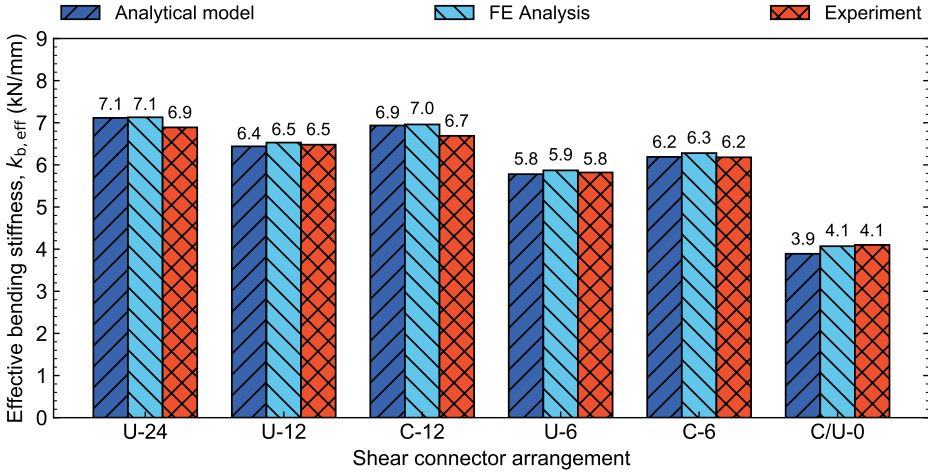 Analytical model FE Analysis Experiment
Effective bending stiffness, k_b, eff (kN/mm)
9
8
7
6
5
4
3
2
1
0
7.1 7.1 6.9
6.4 6.5 6.5
6.9 7.0 6.7
5.8 5.9 5.8
6.2 6.3 6.2
3.9 4.1 4.1
U-24 U-12 C-12 U-6 C-6 C/U-0
Shear connector arrangement